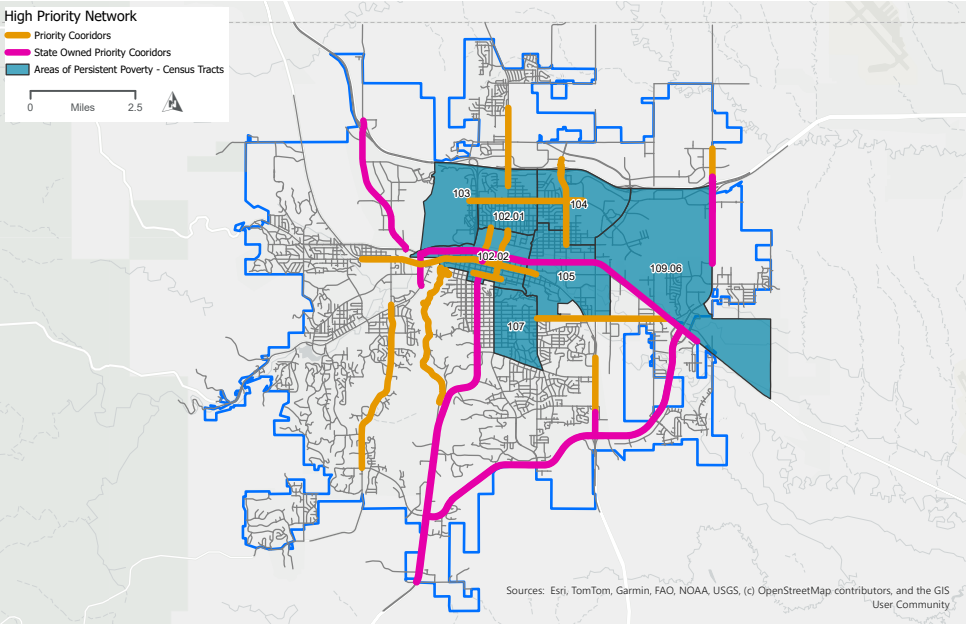 High Priority Network
Priority Cooridors
State Owned Priority Cooridors
Areas of Persistent Poverty - Census Tracts
0 Miles 2.5
N
103
104
102.01
102.02
109.06
105
107
Sources: Esri, TomTom, Garmin, FAO, NOAA, USGS, (c) OpenStreetMap contributors, and the GIS
User Community